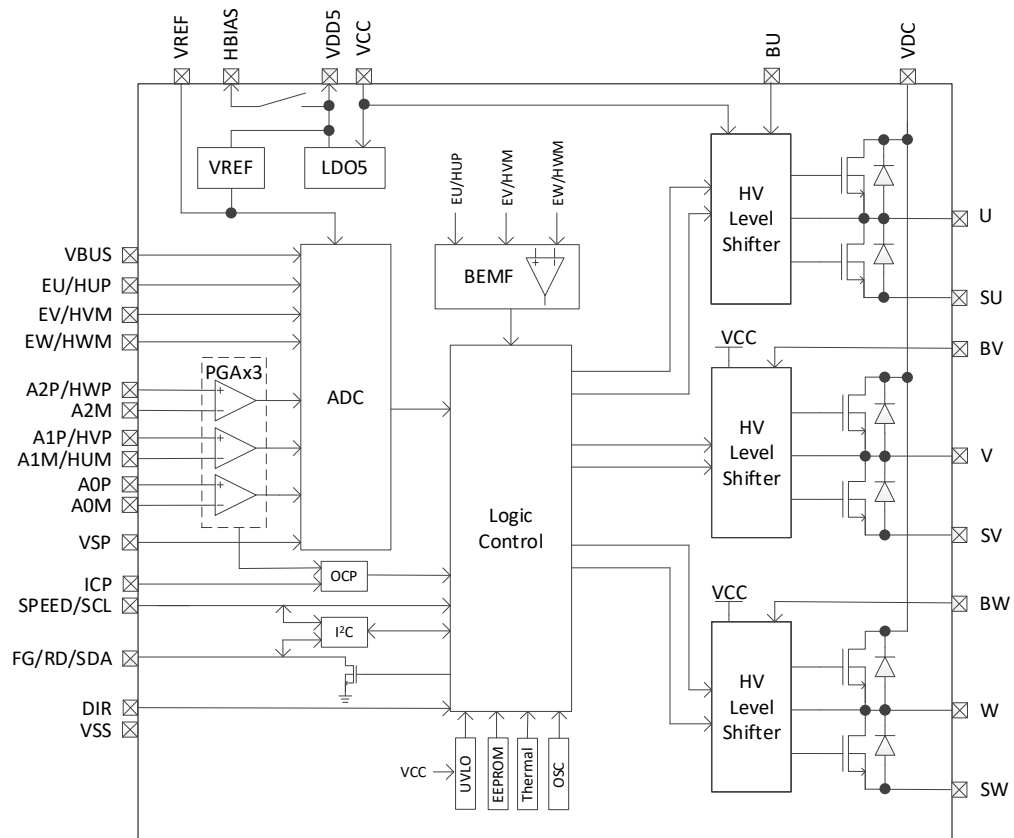 VREF
HBIAS
VDD5
VCC
BU
VDC
VREF
LDO5
EU/HUP
EV/HVM
EW/HWM
HV
Level
Shifter
U
SU
VBUS
EU/HUP
EV/HVM
EW/HWM
BEMF
+
−
PGAx3
A2P/HWP
A2M
A1P/HVP
A1M/HUM
A0P
A0M
+
−
+
−
+
−
ADC
VSP
ICP
SPEED/SCL
FG/RD/SDA
DIR
VSS
OCP
I²C
Logic
Control
VCC
HV
Level
Shifter
BV
V
SV
VCC
HV
Level
Shifter
BW
W
SW
VCC
UVLO
EEPROM
Thermal
OSC